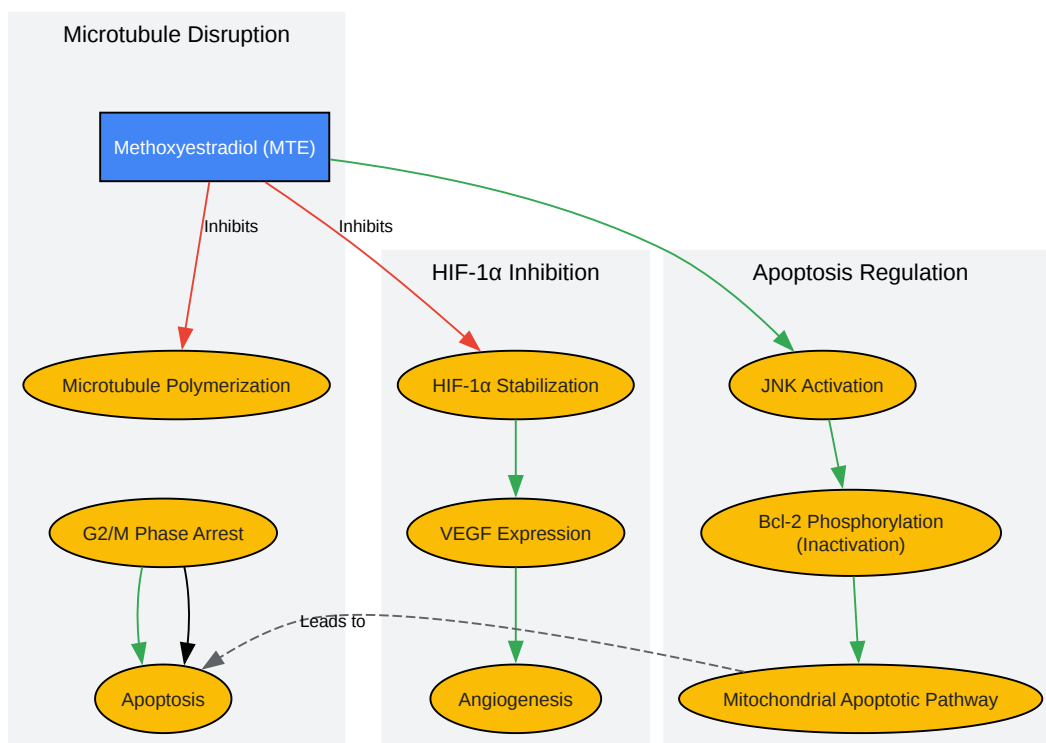 Microtubule Disruption
Methoxyestradiol (MTE)
Inhibits
Inhibits
HIF-1α Inhibition
Apoptosis Regulation
Microtubule Polymerization
HIF-1α Stabilization
JNK Activation
G2/M Phase Arrest
VEGF Expression
Bcl-2 Phosphorylation
(Inactivation)
Leads to
Apoptosis
Angiogenesis
Mitochondrial Apoptotic Pathway